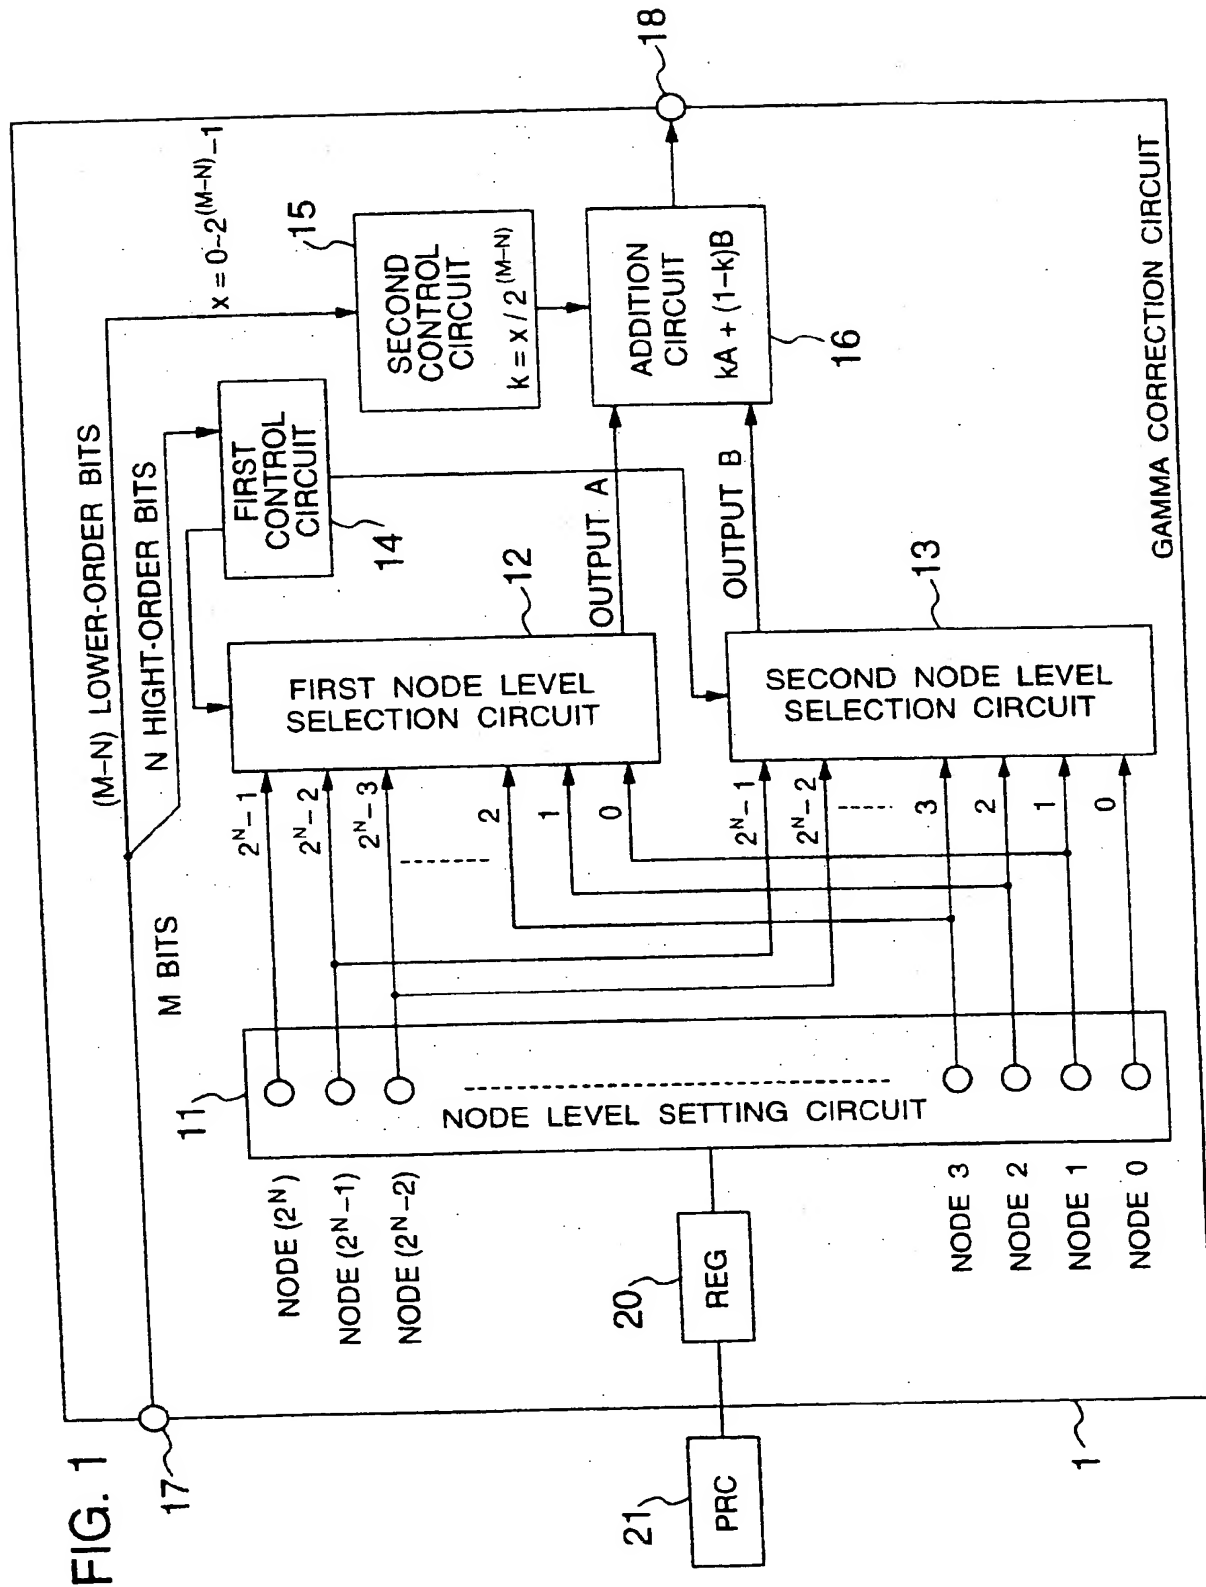 FIG. 1
17
M BITS
(M–N) LOWER-ORDER BITS
N HIGHT-ORDER BITS
x = 0~2^(M–N)–1
FIRST
CONTROL
CIRCUIT
14
15
SECOND
CONTROL
CIRCUIT
k = x / 2^(M–N)
18
11
NODE (2^N)
NODE (2^N–1)
NODE (2^N–2)
NODE 3
NODE 2
NODE 1
NODE 0
NODE LEVEL SETTING CIRCUIT
2^N–1
2^N–2
2^N–3
2
1
0
FIRST NODE LEVEL
SELECTION CIRCUIT
12
OUTPUT A
2^N–1
2^N–2
3
2
1
0
SECOND NODE LEVEL
SELECTION CIRCUIT
13
OUTPUT B
ADDITION
CIRCUIT
kA + (1–k)B
16
21
PRC
20
REG
1
GAMMA CORRECTION CIRCUIT